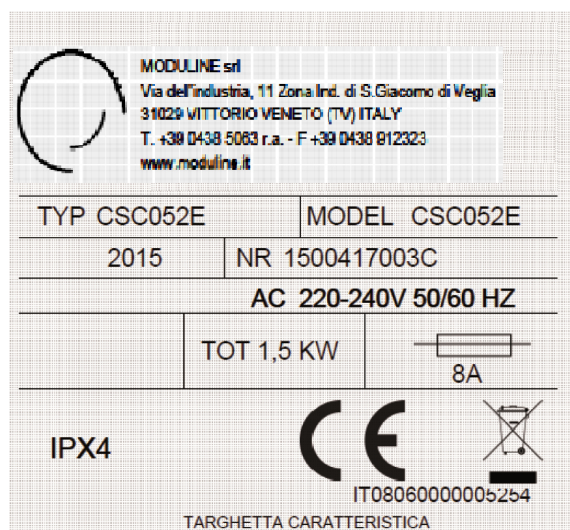 MODULINE srl
Via dell'industria, 11 Zona Ind. di S.Giacomo di Veglia
31029 VITTORIO VENETO (TV) ITALY
T. +39 0438 5063 r.a. - F +39 0438 912323
www.moduline.it
TYP CSC052E MODEL CSC052E
2015 NR 1500417003C
AC 220-240V 50/60 HZ
TOT 1,5 KW
8A
IPX4 CE
IT08060000005254
TARGHETTA CARATTERISTICA